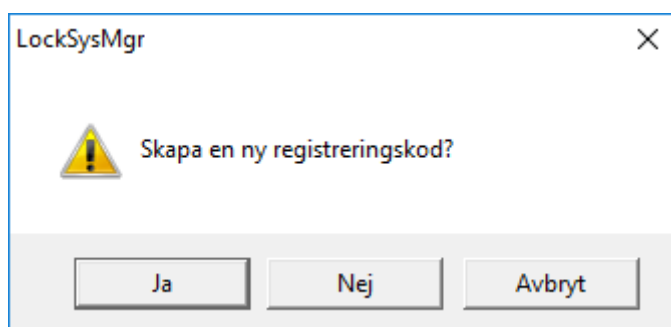 LockSysMgr
Skapa en ny registreringskod?
Ja
Nej
Avbryt